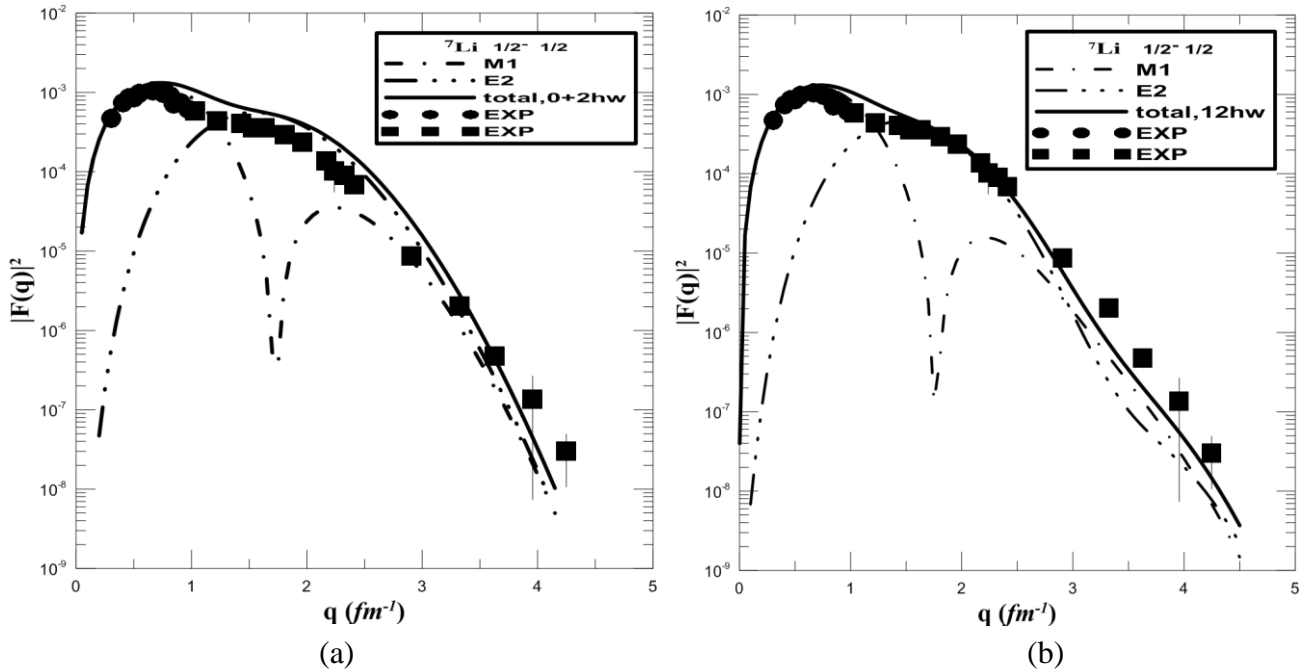 ⁷Li 1/2⁻ 1/2
M1
E2
total,0+2hw
EXP
EXP
|F(q)|²
10⁻²
10⁻³
10⁻⁴
10⁻⁵
10⁻⁶
10⁻⁷
10⁻⁸
10⁻⁹
0 1 2 3 4 5
q (fm⁻¹)
(a)
⁷Li 1/2⁻ 1/2
M1
E2
total,12hw
EXP
EXP
|F(q)|²
10⁻²
10⁻³
10⁻⁴
10⁻⁵
10⁻⁶
10⁻⁷
10⁻⁸
10⁻⁹
0 1 2 3 4 5
q (fm⁻¹)
(b)